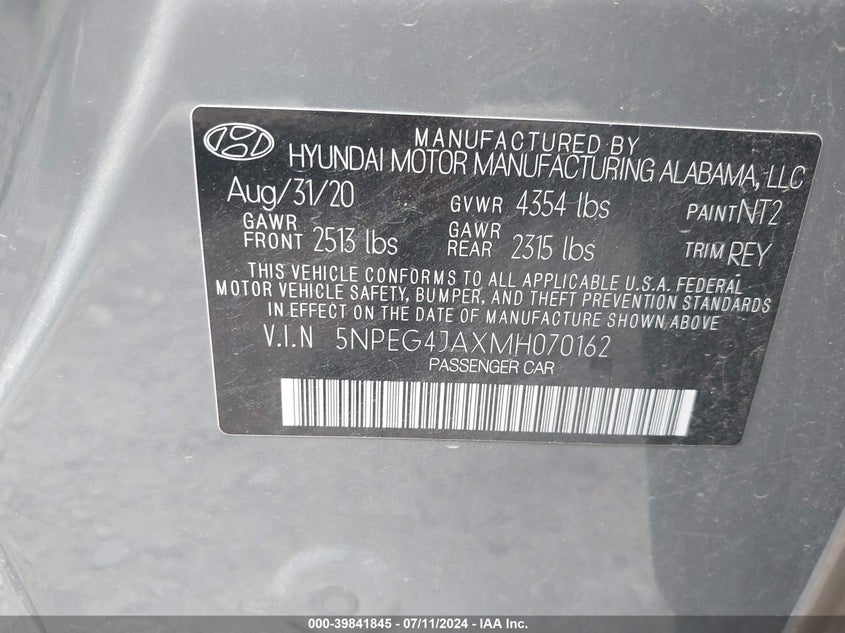 MANUFACTURED BY
HYUNDAI MOTOR MANUFACTURING ALABAMA, LLC
Aug/31/20 GVWR 4354 lbs PAINT NT2
GAWR FRONT 2513 lbs GAWR REAR 2315 lbs TRIM REY
THIS VEHICLE CONFORMS TO ALL APPLICABLE U.S.A. FEDERAL
MOTOR VEHICLE SAFETY, BUMPER, AND THEFT PREVENTION STANDARDS
IN EFFECT ON THE DATE OF MANUFACTURE SHOWN ABOVE
V.I.N 5NPEG4JAXMH070162
PASSENGER CAR
000-39841845 / 07/11/2024 - IAA Inc.